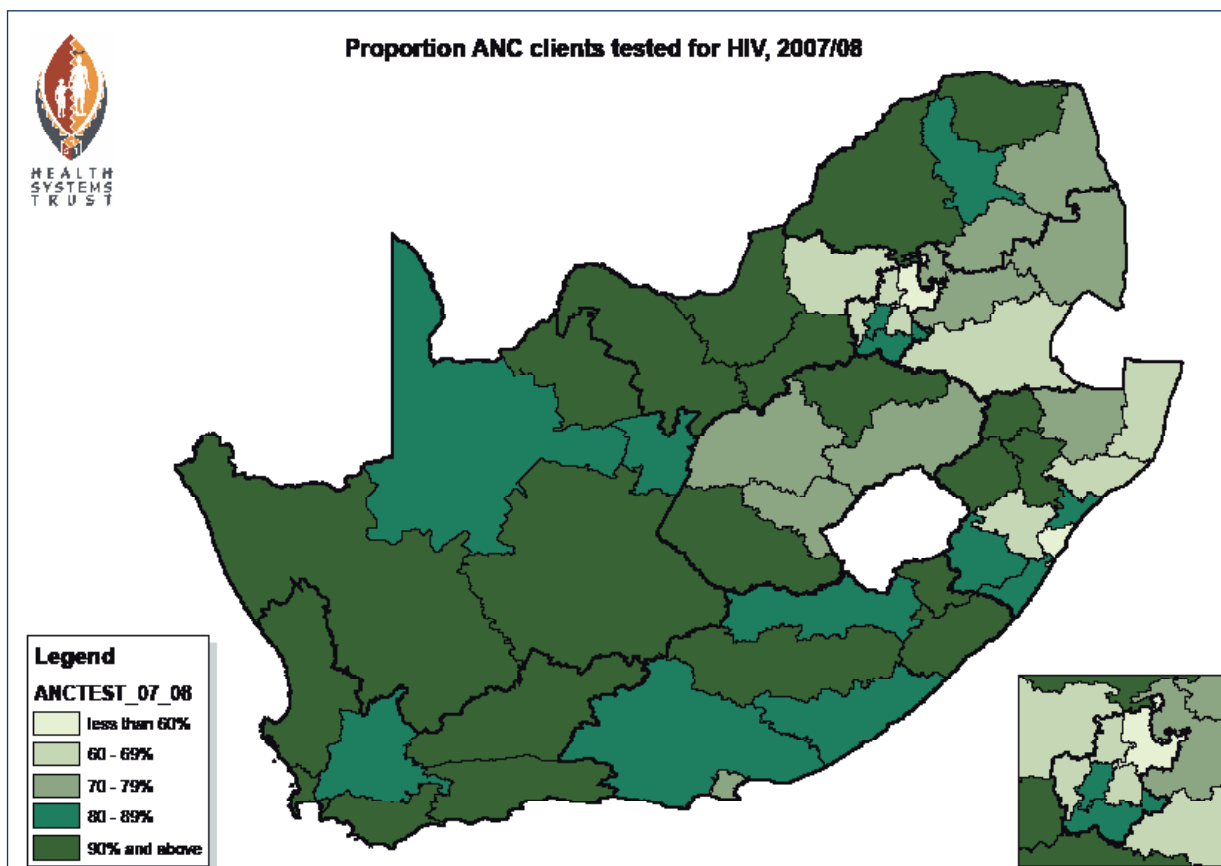 Proportion ANC clients tested for HIV, 2007/08
HEALTH
SYSTEMS
TRUST
Legend
ANCTEST_07_08
less than 60%
60 - 69%
70 - 79%
80 - 89%
90% and above